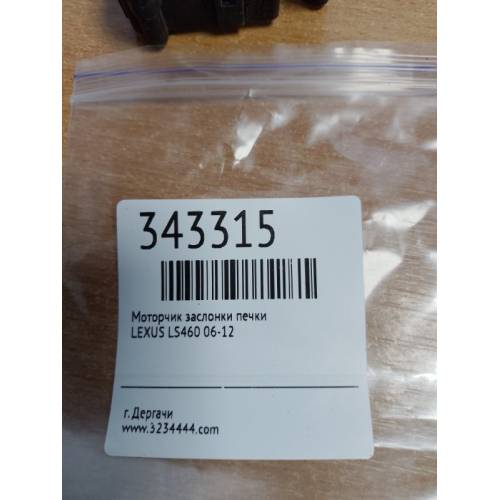 343315
Моторчик заслонки печки
LEXUS LS460 06-12
г. Дергачи
www.3234444.com